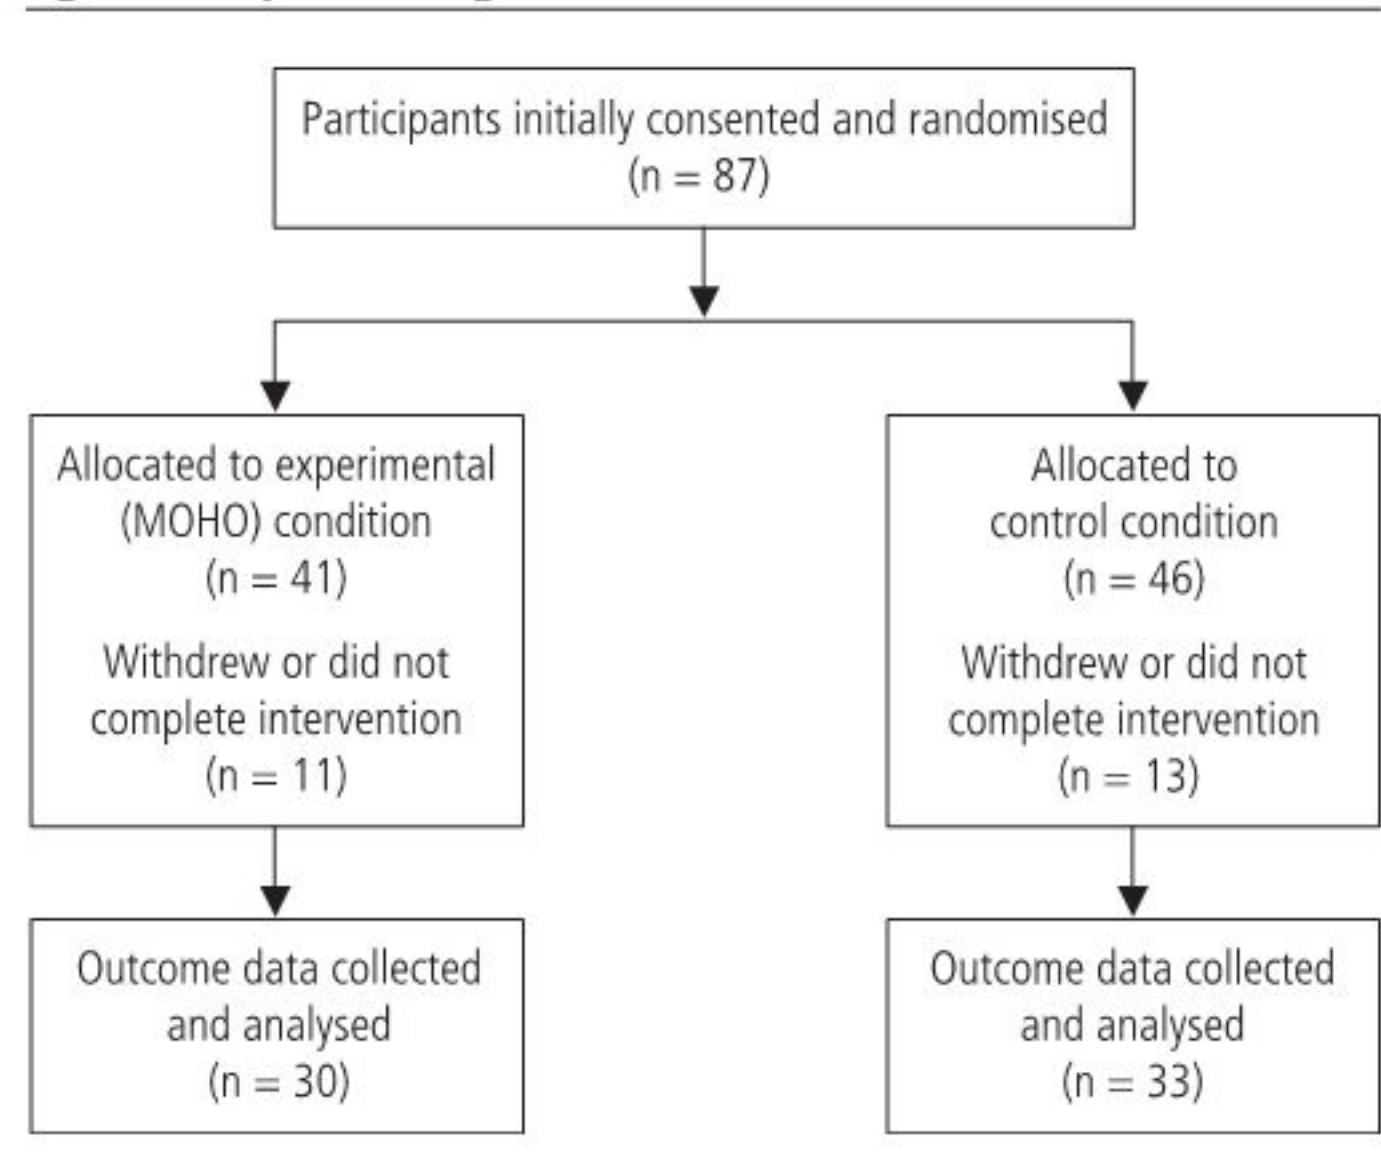 Participants initially consented and randomised
(n = 87)
Allocated to experimental
(MOHO) condition
(n = 41)
Withdrew or did not
complete intervention
(n = 11)
Allocated to
control condition
(n = 46)
Withdrew or did not
complete intervention
(n = 13)
Outcome data collected
and analysed
(n = 30)
Outcome data collected
and analysed
(n = 33)